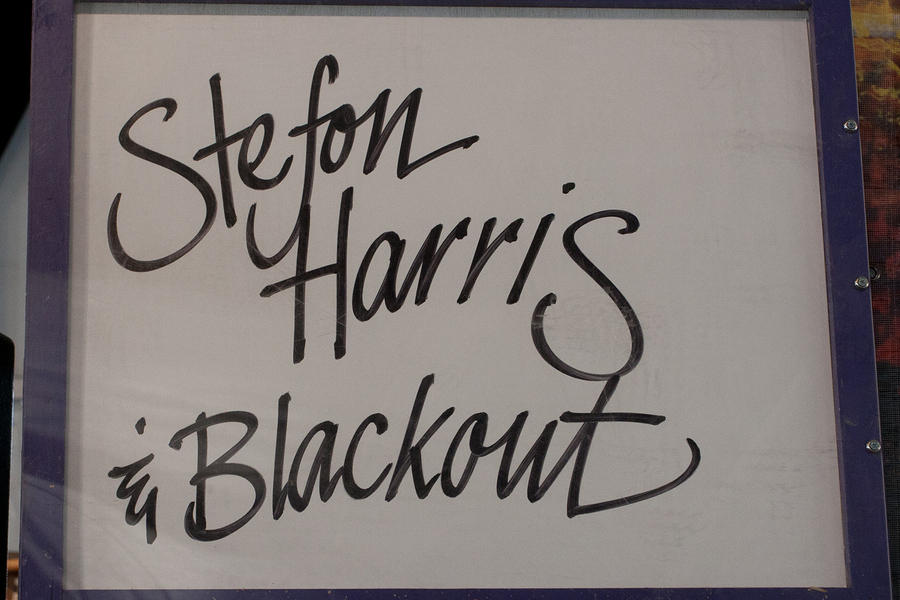 Stefon
Harris
& Blackout